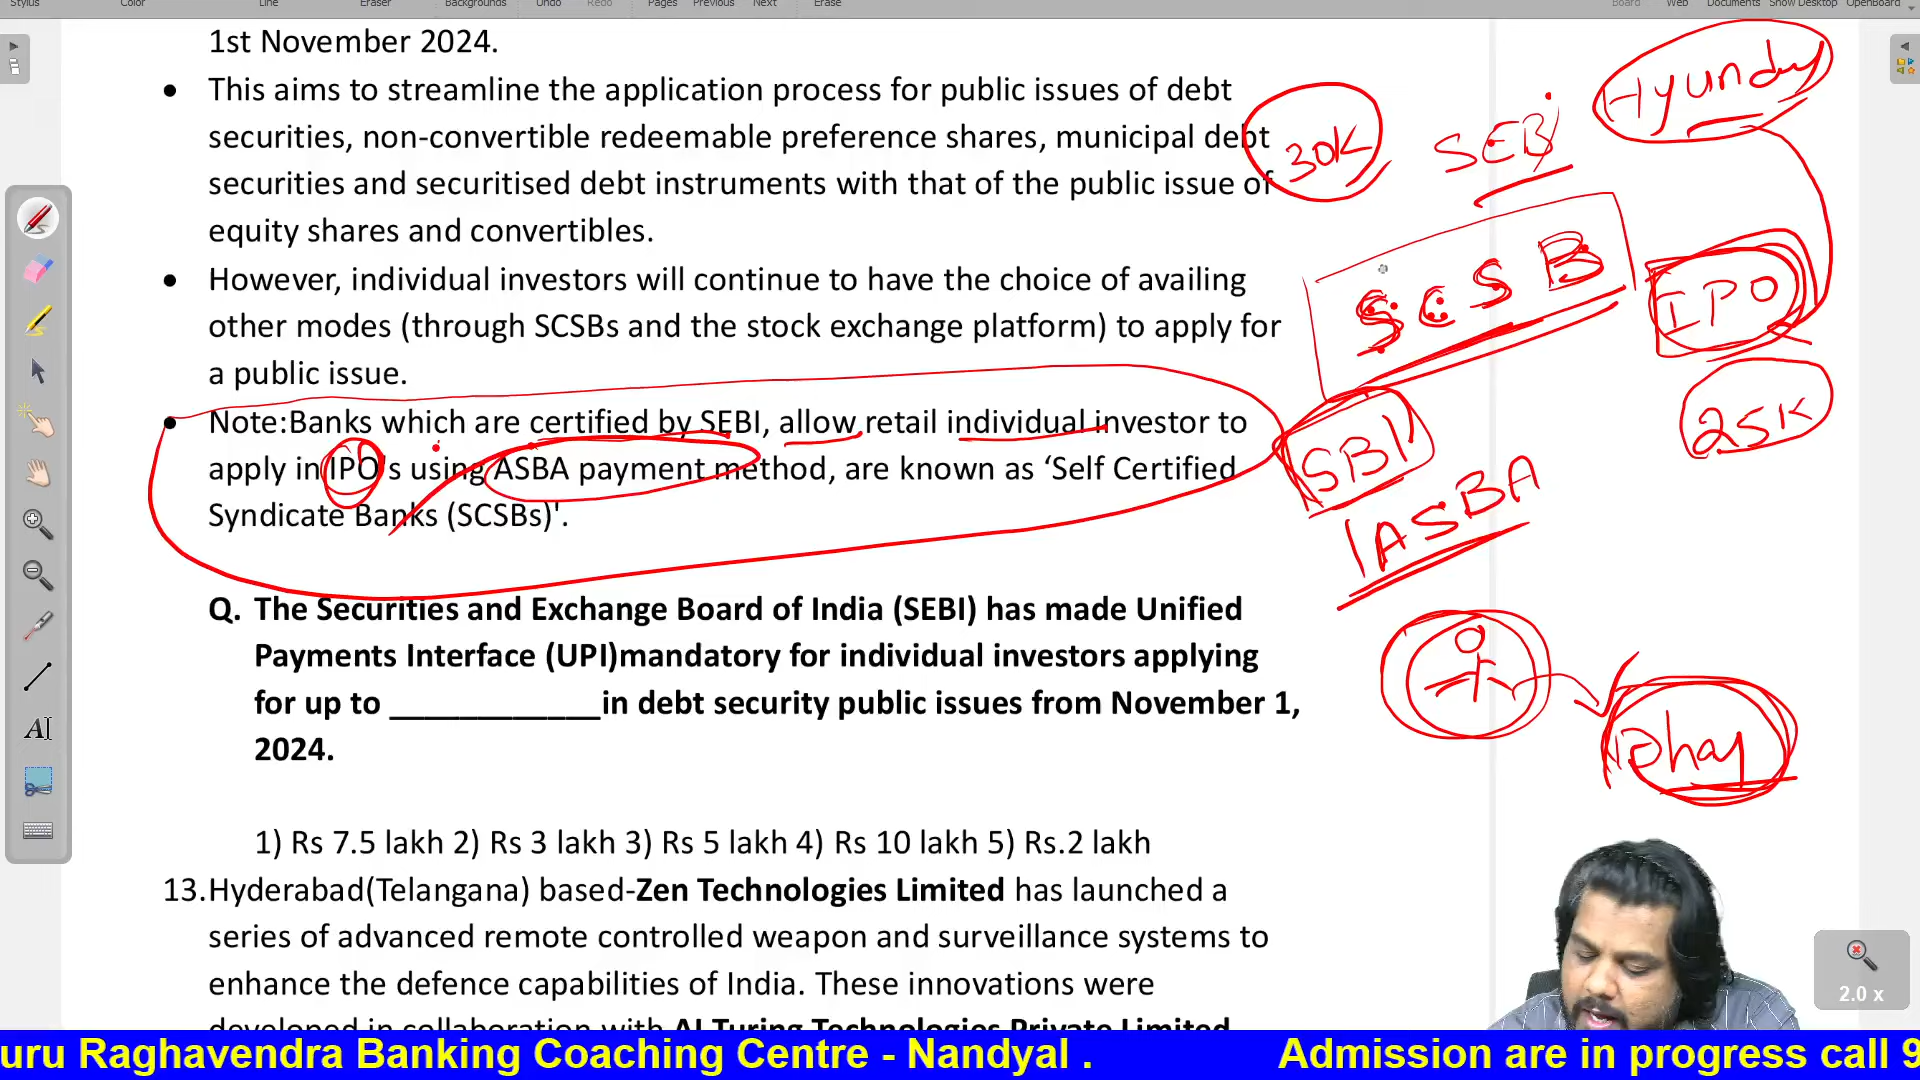 Stylus Color Line Eraser Backgrounds Undo Redo Pages Previous Next Erase Board Web Documents Show Desktop OpenBoard
1st November 2024.
• This aims to streamline the application process for public issues of debt
securities, non-convertible redeemable preference shares, municipal debt
securities and securitised debt instruments with that of the public issue of
equity shares and convertibles.
• However, individual investors will continue to have the choice of availing
other modes (through SCSBs and the stock exchange platform) to apply for
a public issue.
• Note:Banks which are certified by SEBI, allow retail individual investor to
apply in IPO's using ASBA payment method, are known as ‘Self Certified
Syndicate Banks (SCSBs)'.
Q. The Securities and Exchange Board of India (SEBI) has made Unified
Payments Interface (UPI)mandatory for individual investors applying
for up to ____________in debt security public issues from November 1,
2024.
1) Rs 7.5 lakh 2) Rs 3 lakh 3) Rs 5 lakh 4) Rs 10 lakh 5) Rs.2 lakh
13.Hyderabad(Telangana) based-Zen Technologies Limited has launched a
series of advanced remote controlled weapon and surveillance systems to
enhance the defence capabilities of India. These innovations were
developed in collaboration with AI Turing Technologies Private Limited
Hyunday
30K
SEBI
SCSB
IPO
25K
SBI
ASBA
AI
2.0 x
uru Raghavendra Banking Coaching Centre - Nandyal . Admission are in progress call 9